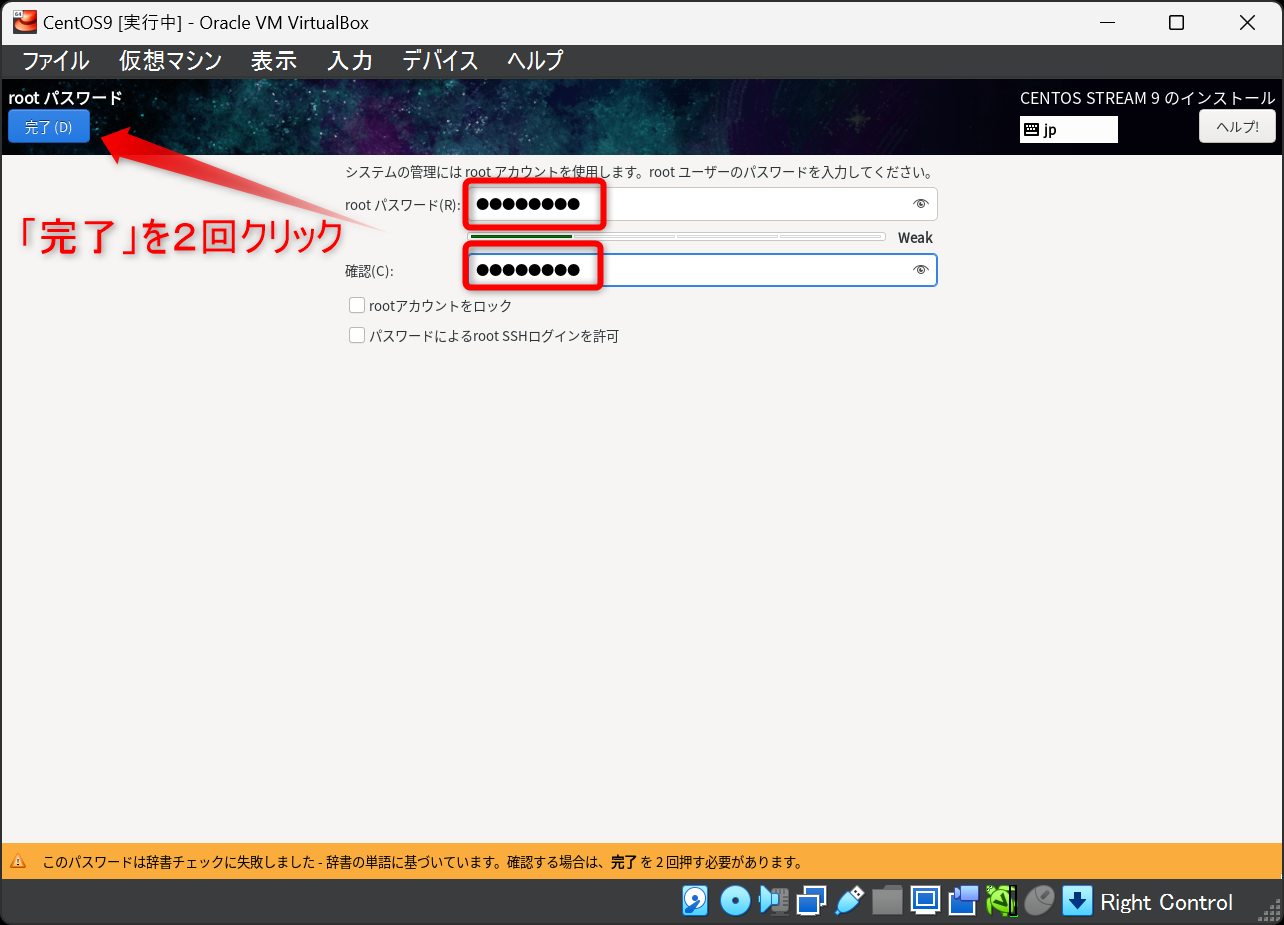 CentOS9 [実行中] - Oracle VM VirtualBox
ファイル 仮想マシン 表示 入力 デバイス ヘルプ
root パスワード
CENTOS STREAM 9 のインストール
完了(D)
jp
ヘルプ!
システムの管理には root アカウントを使用します。root ユーザーのパスワードを入力してください。
root パスワード(R): ●●●●●●●●
「完了」を2回クリック
Weak
確認(C): ●●●●●●●●
rootアカウントをロック
パスワードによるroot SSHログインを許可
このパスワードは辞書チェックに失敗しました - 辞書の単語に基づいています。確認する場合は、完了 を 2 回押す必要があります。
Right Control